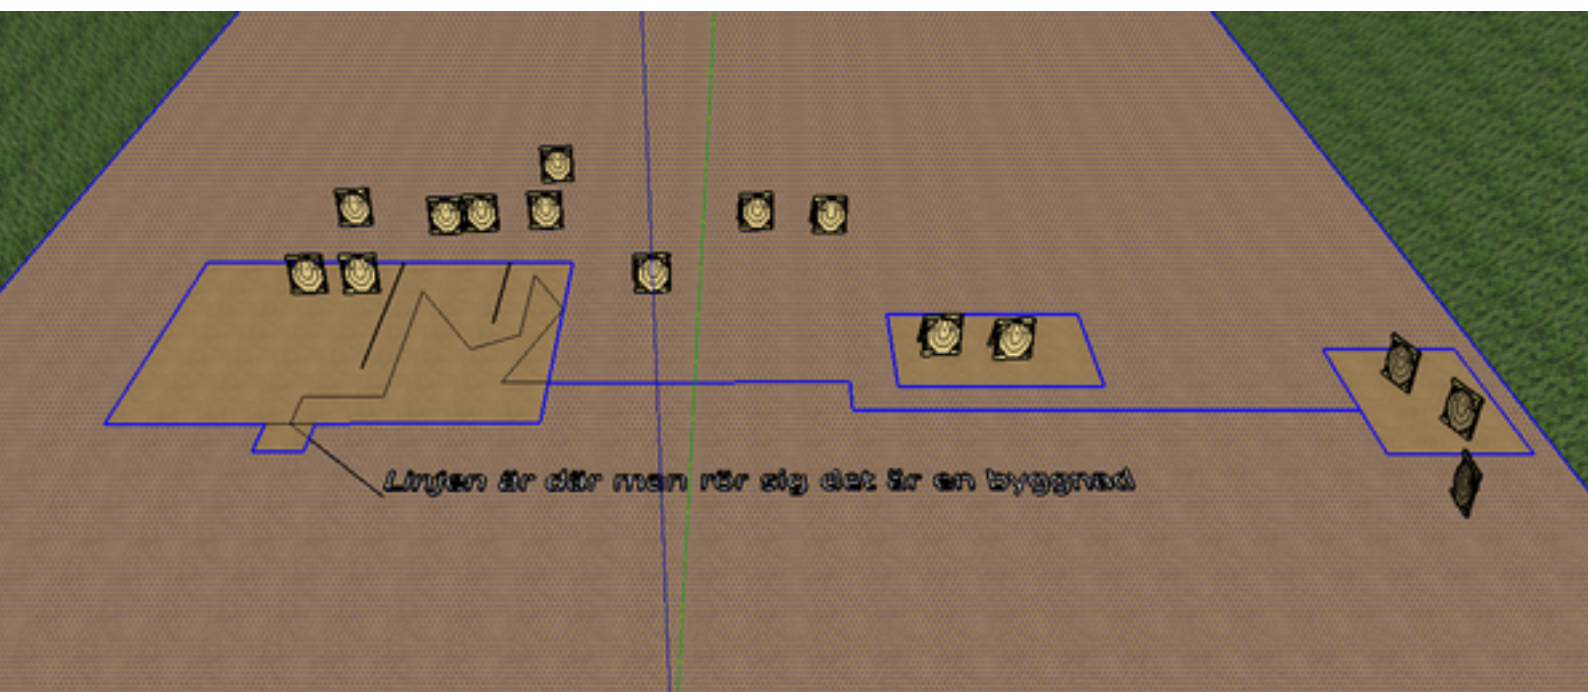 Linjen är där man rör sig det är en byggnad